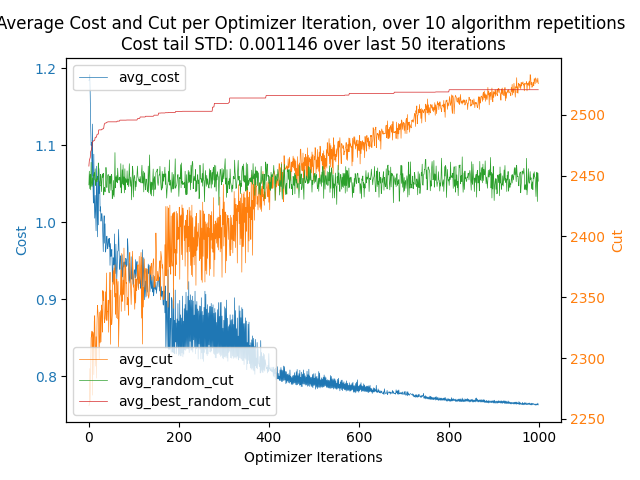 Average Cost and Cut per Optimizer Iteration, over 10 algorithm repetitions
Cost tail STD: 0.001146 over last 50 iterations
avg_cost
1.2
1.1
1.0
0.9
0.8
Cost
2500
2450
2400
2350
2300
2250
Cut
avg_cut
avg_random_cut
avg_best_random_cut
0 200 400 600 800 1000
Optimizer Iterations